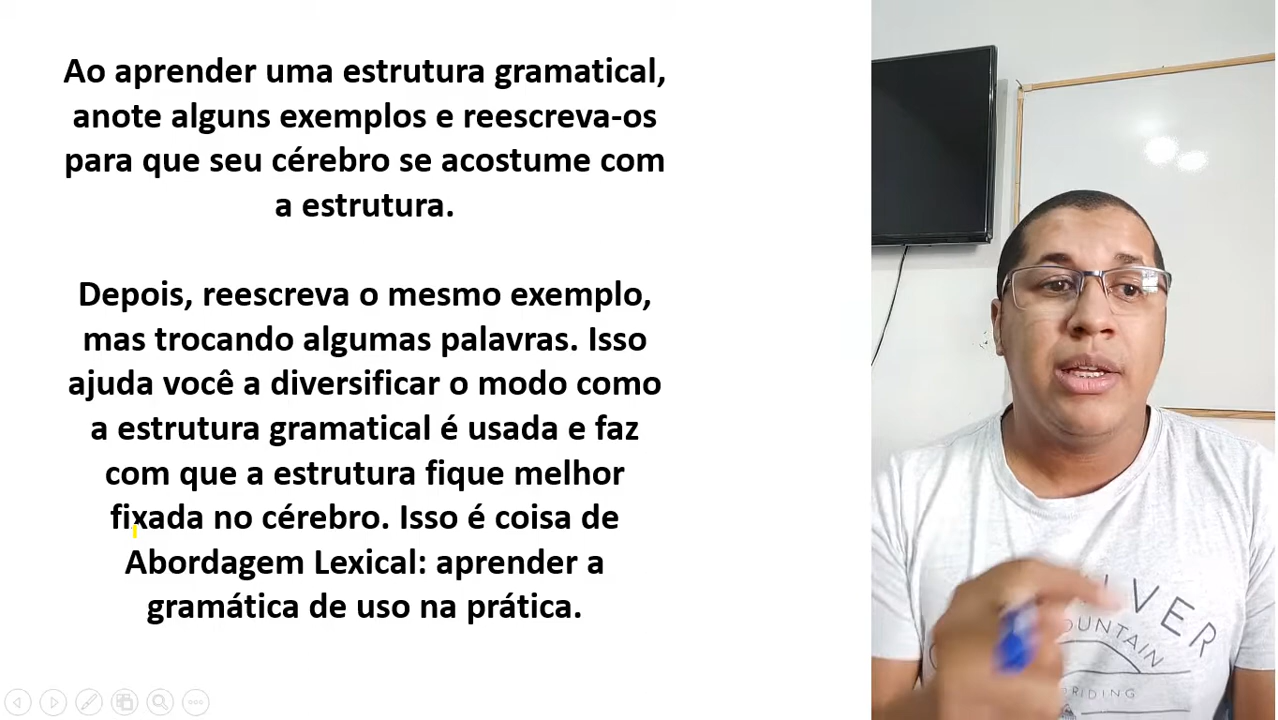 Ao aprender uma estrutura gramatical,
anote alguns exemplos e reescreva-os
para que seu cérebro se acostume com
a estrutura.
Depois, reescreva o mesmo exemplo,
mas trocando algumas palavras. Isso
ajuda você a diversificar o modo como
a estrutura gramatical é usada e faz
com que a estrutura fique melhor
fixada no cérebro. Isso é coisa de
Abordagem Lexical: aprender a
gramática de uso na prática.